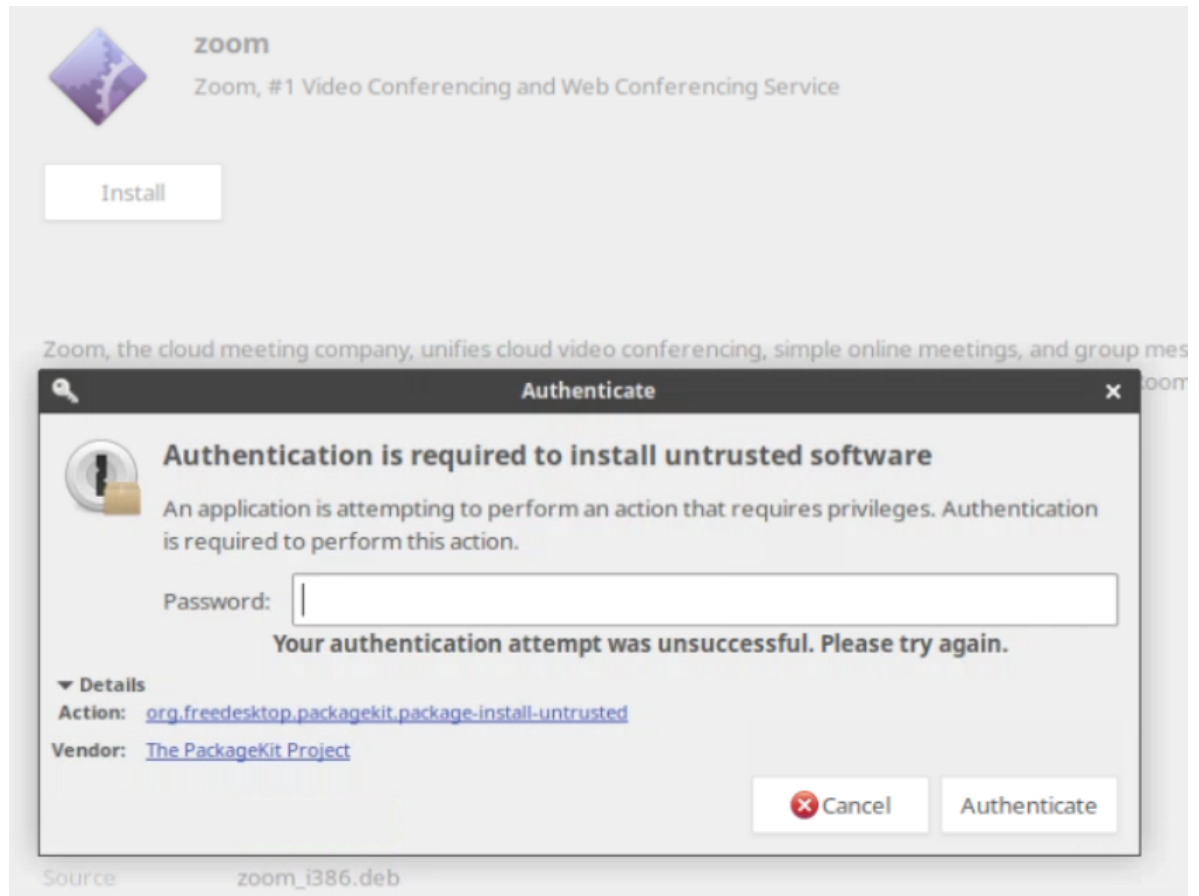 zoom
Zoom, #1 Video Conferencing and Web Conferencing Service
Install
Zoom, the cloud meeting company, unifies cloud video conferencing, simple online meetings, and group mes
Authenticate
Authentication is required to install untrusted software
An application is attempting to perform an action that requires privileges. Authentication
is required to perform this action.
Password:
Your authentication attempt was unsuccessful. Please try again.
Details
Action: org.freedesktop.packagekit.package-install-untrusted
Vendor: The PackageKit Project
Cancel Authenticate
Source zoom_i386.deb